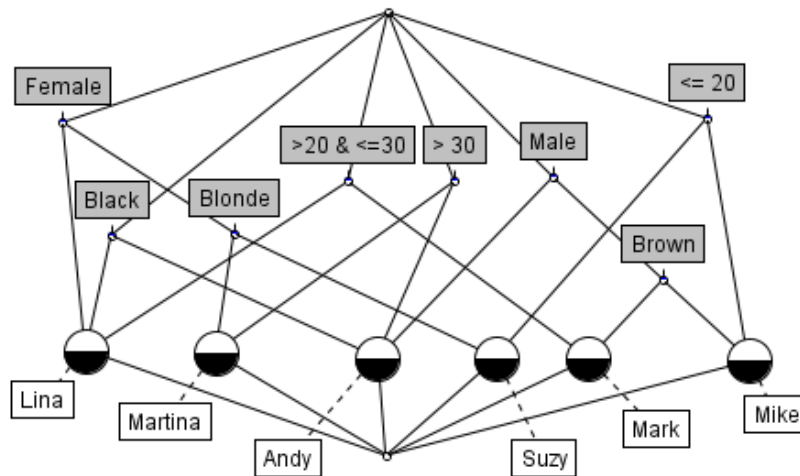 Female
<= 20
>20 & <=30
> 30
Male
Black
Blonde
Brown
Lina
Martina
Andy
Suzy
Mark
Mike